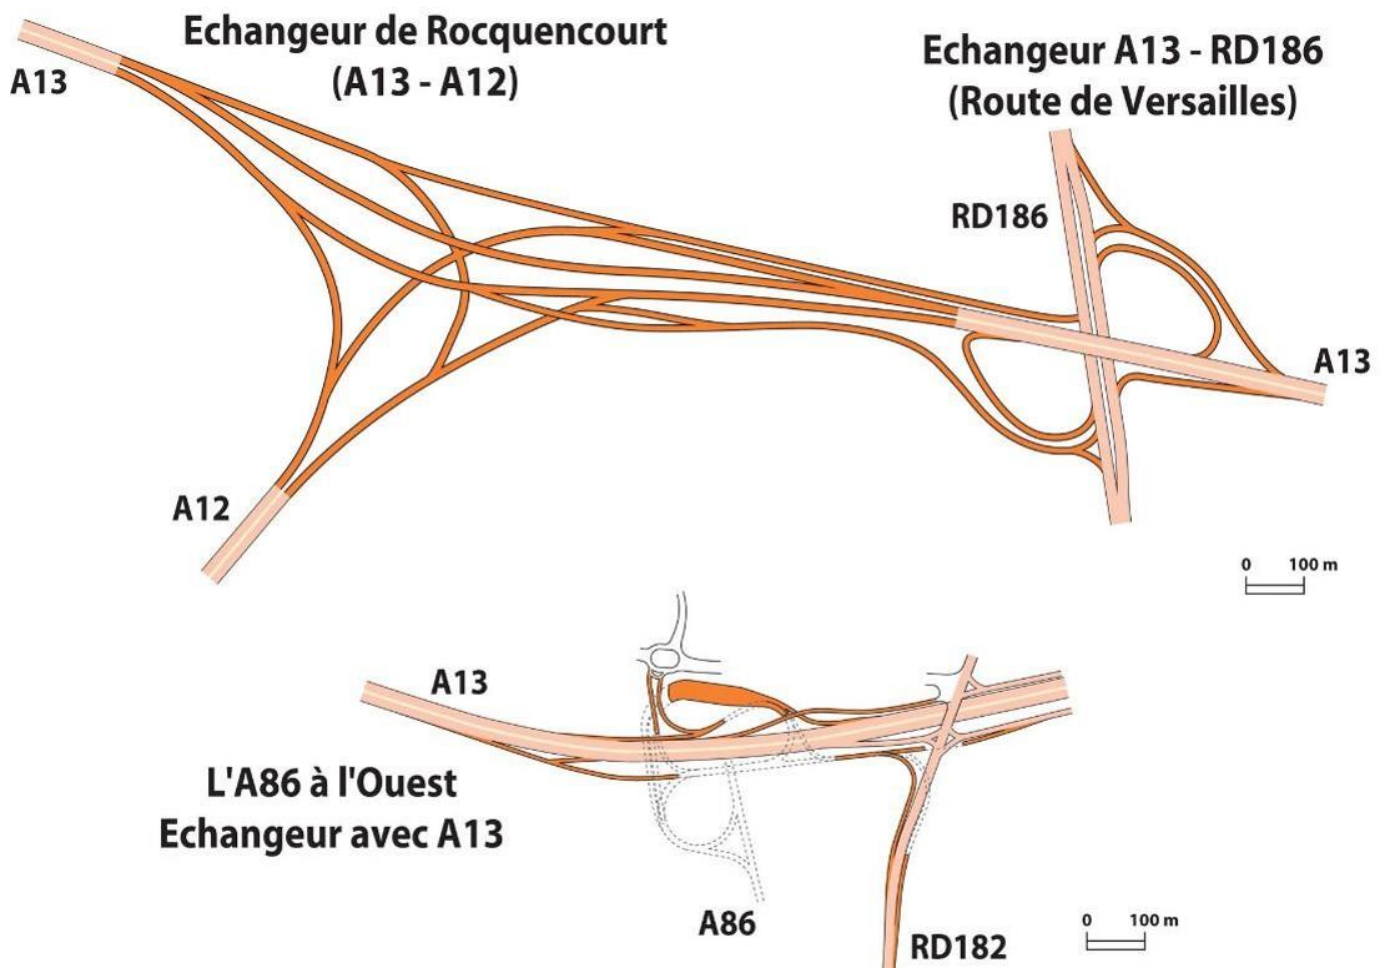 Echangeur de Rocquencourt
(A13 - A12)
A13
Echangeur A13 - RD186
(Route de Versailles)
RD186
A13
A12
0 100 m
A13
L'A86 à l'Ouest
Echangeur avec A13
A86
RD182
0 100 m